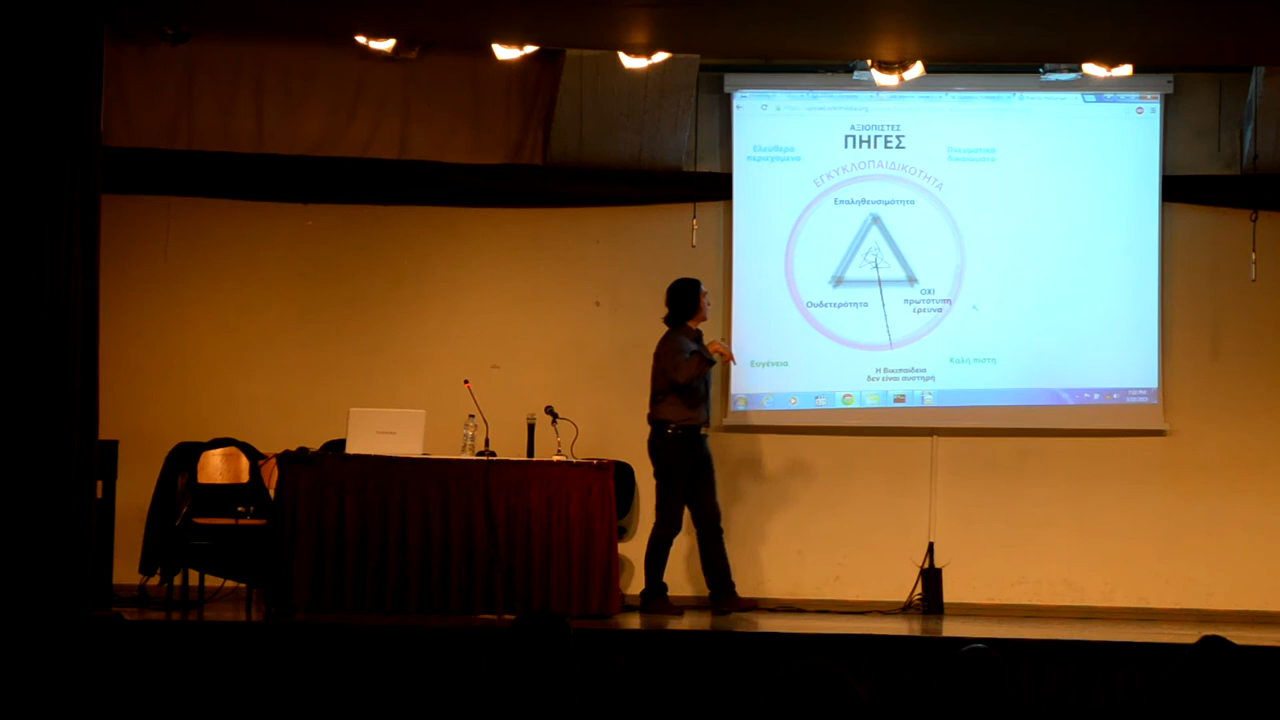 ΑΞΙΟΠΙΣΤΕΣ
ΠΗΓΕΣ
Ελεύθερο
περιεχόμενο
Πνευματικά
δικαιώματα
ΕΓΚΥΚΛΟΠΑΙΔΙΚΟΤΗΤΑ
Επαληθευσιμότητα
Ουδετερότητα
ΟΧΙ
πρωτότυπη
έρευνα
Ευγένεια
Καλή πίστη
Η Βικιπαίδεια
δεν είναι αυστηρή